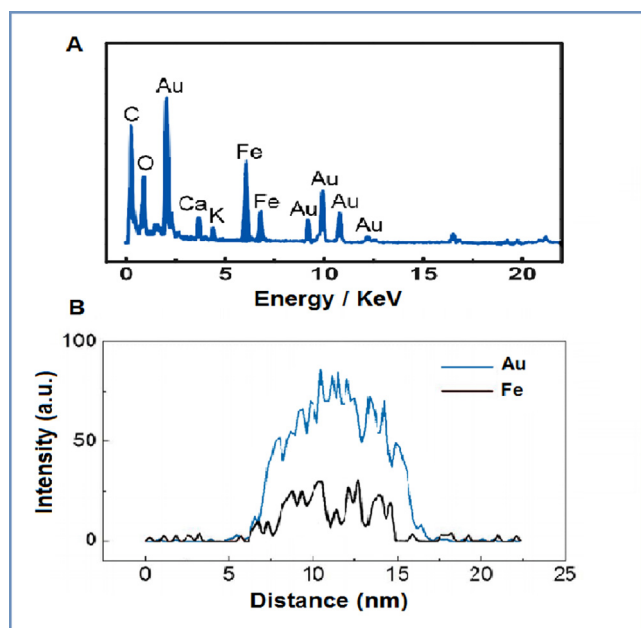 A
C
O
Au
Ca
K
Fe
Fe
Au
Au
Au
Au
0 5 10 15 20
Energy / KeV
B
100
50
0
Intensity (a.u.)
Au
Fe
0 5 10 15 20 25
Distance (nm)